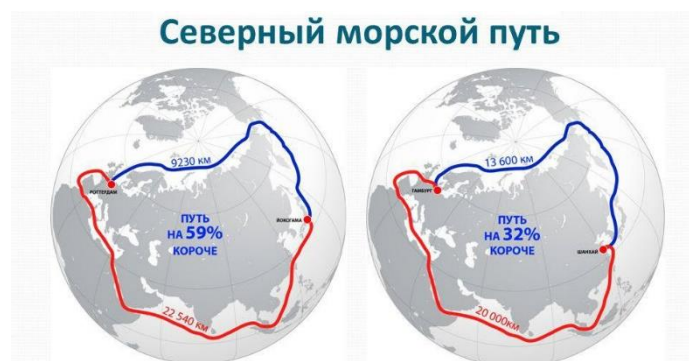 Северный морской путь
9230 км
РОТТЕРДАМ
ИОКОГАМА
ПУТЬ
НА 59%
КОРОЧЕ
22 540 км
13 600 км
ГАМБУРГ
ШАНХАЙ
ПУТЬ
НА 32%
КОРОЧЕ
20 000км